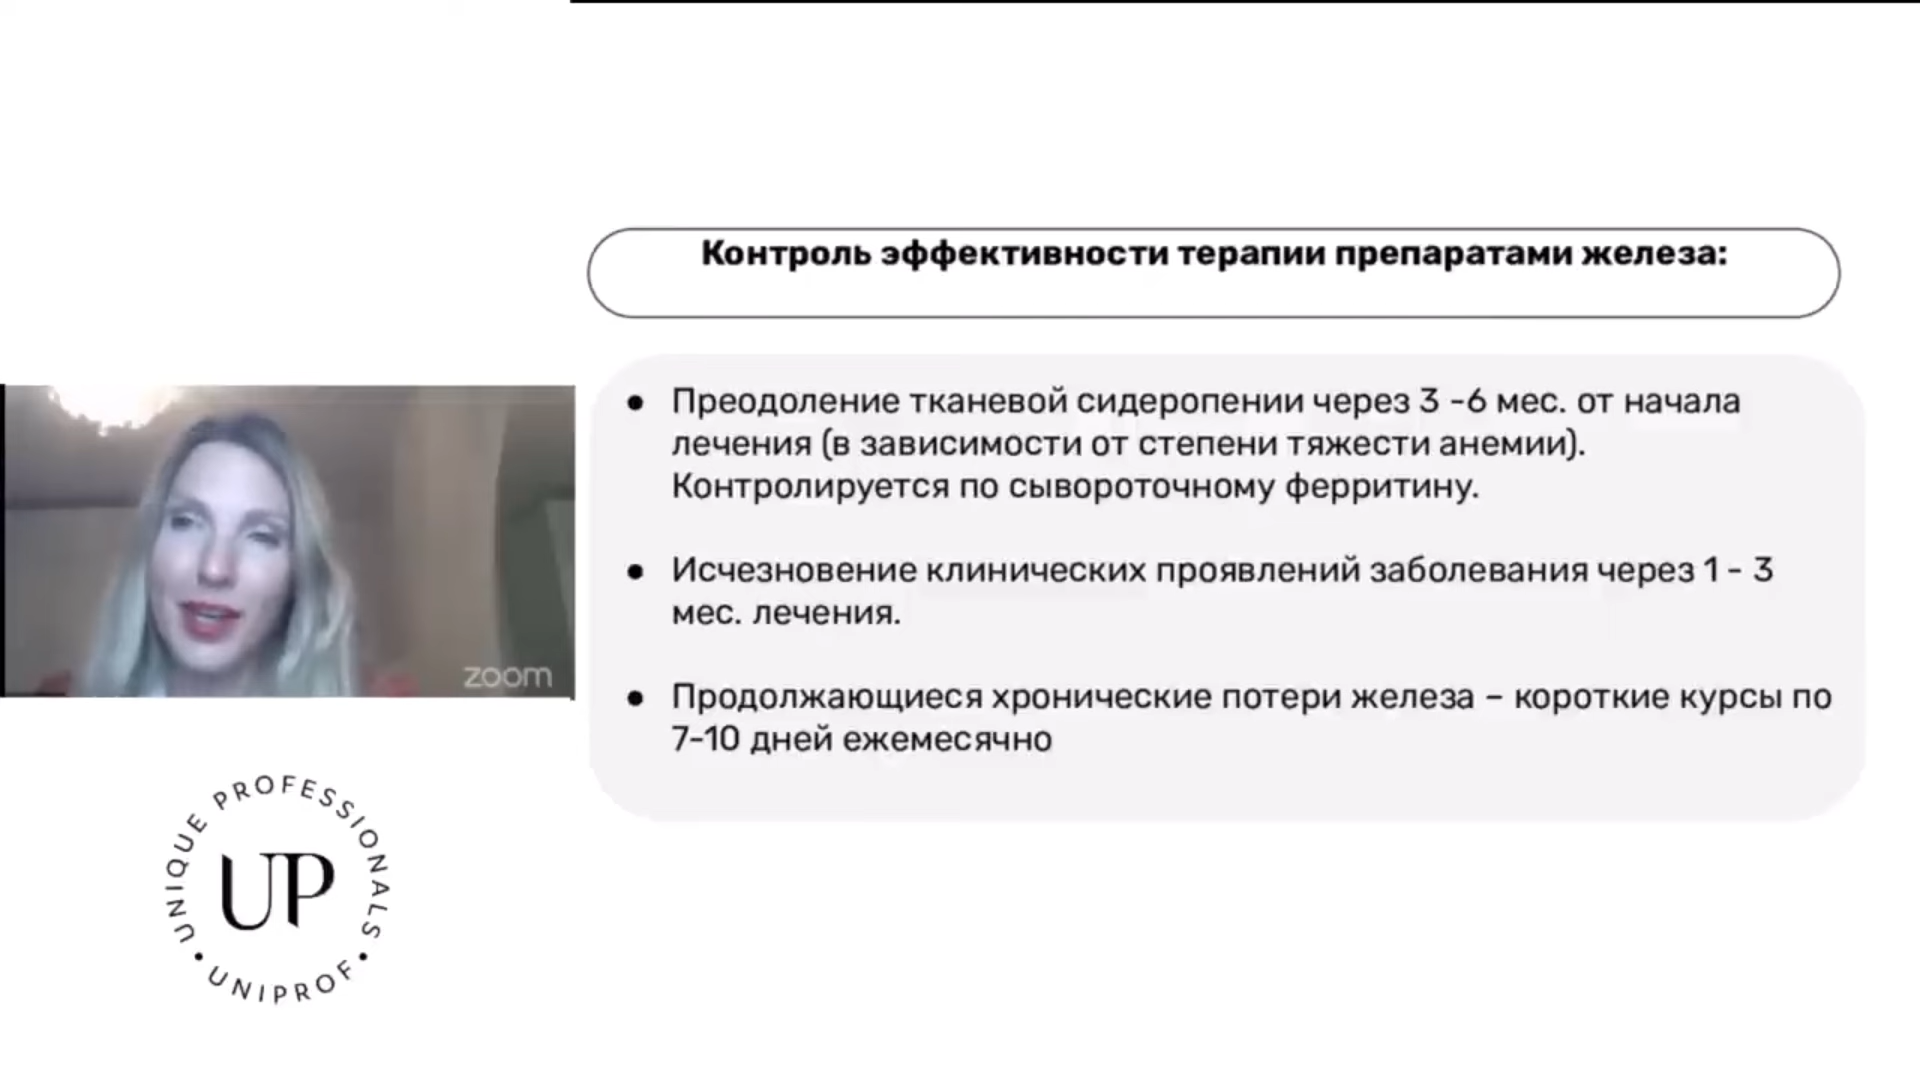 Контроль эффективности терапии препаратами железа:
● Преодоление тканевой сидеропении через 3 -6 мес. от начала
лечения (в зависимости от степени тяжести анемии).
Контролируется по сывороточному ферритину.
● Исчезновение клинических проявлений заболевания через 1 - 3
мес. лечения.
● Продолжающиеся хронические потери железа – короткие курсы по
7-10 дней ежемесячно
zoom
UNIQUE PROFESSIONALS
UP
• UNIPROF •